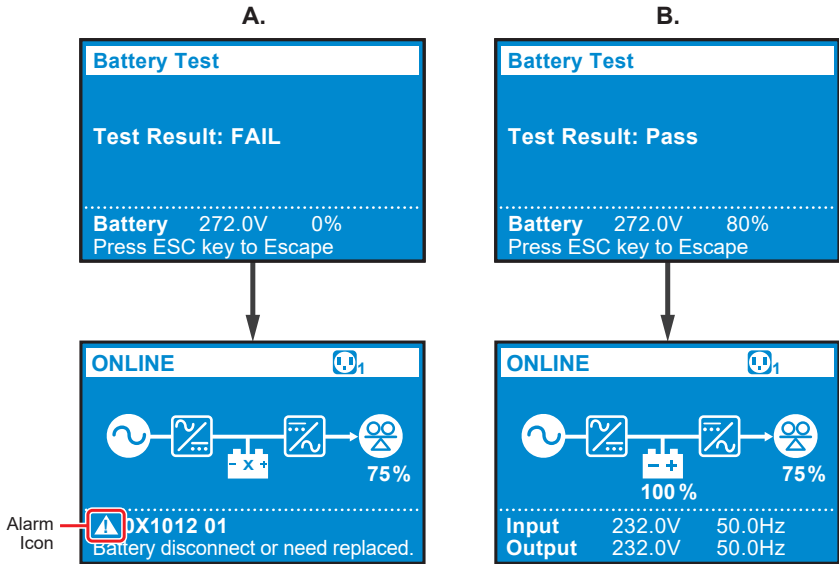 A.
Battery Test
Test Result: FAIL
Battery 272.0V 0%
Press ESC key to Escape
ONLINE 1
- x +
75%
Alarm
Icon
0X1012 01
Battery disconnect or need replaced.
B.
Battery Test
Test Result: Pass
Battery 272.0V 80%
Press ESC key to Escape
ONLINE 1
- +
100 %
75%
Input 232.0V 50.0Hz
Output 232.0V 50.0Hz